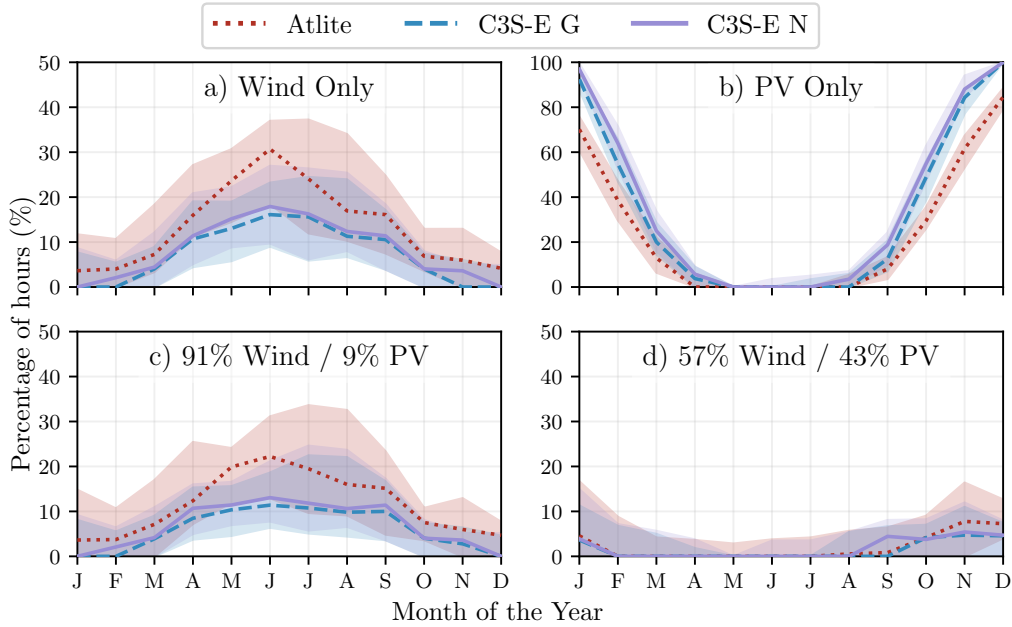 Atlite C3S-E G C3S-E N
a) Wind Only
b) PV Only
50
40
30
20
10
0
100
80
60
40
20
0
c) 91% Wind / 9% PV
d) 57% Wind / 43% PV
50
40
30
20
10
0
50
40
30
20
10
0
J F M A M J J A S O N D
J F M A M J J A S O N D
Percentage of hours (%)
Month of the Year